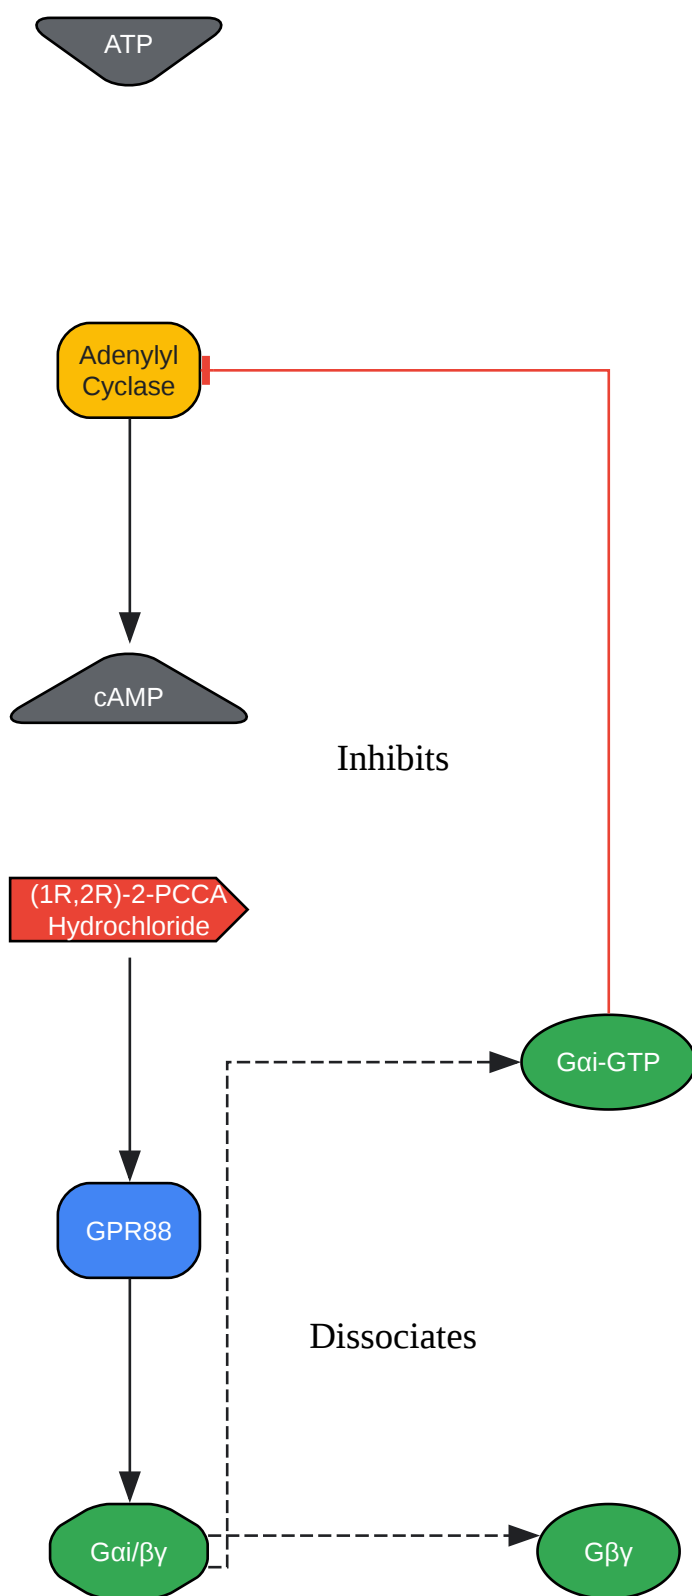 ATP
Adenylyl
Cyclase
cAMP
Inhibits
(1R,2R)-2-PCCA
Hydrochloride
Gαi-GTP
GPR88
Dissociates
Gαi/βγ
Gβγ